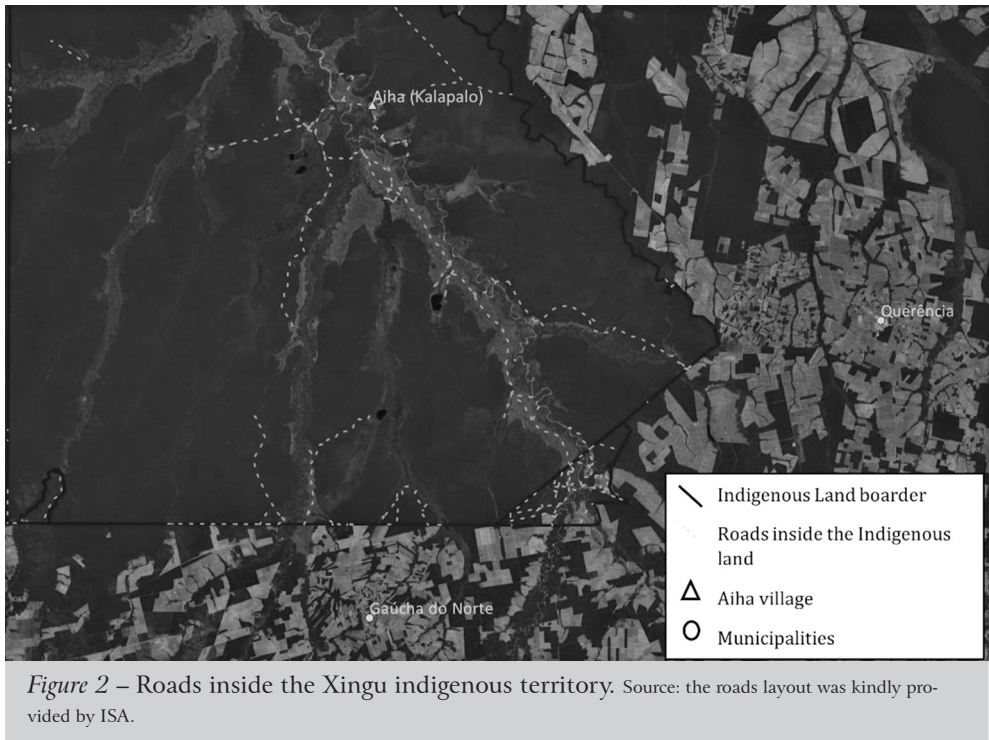 Aiha (Kalapalo)
Querência
Gaúcha do Norte
Indigenous Land boarder
Roads inside the Indigenous
land
Aiha village
Municipalities
Figure 2 – Roads inside the Xingu indigenous territory. Source: the roads layout was kindly pro-
vided by ISA.